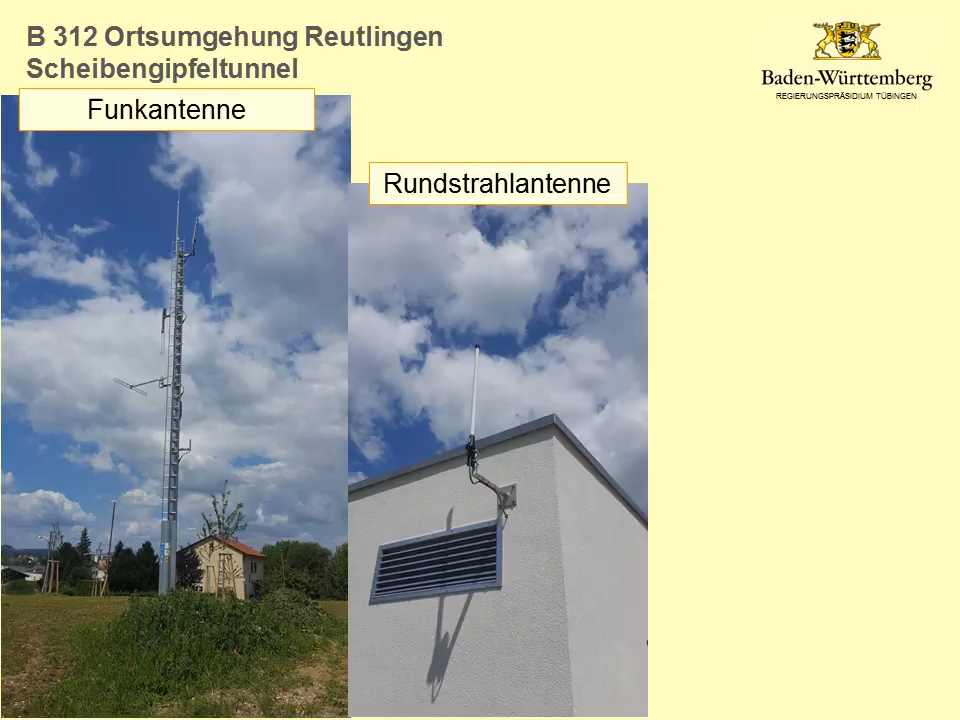 B 312 Ortsumgehung Reutlingen
Scheibengipfeltunnel
Baden-Württemberg
REGIERUNGSPRÄSIDIUM TÜBINGEN
Funkantenne
Rundstrahlantenne